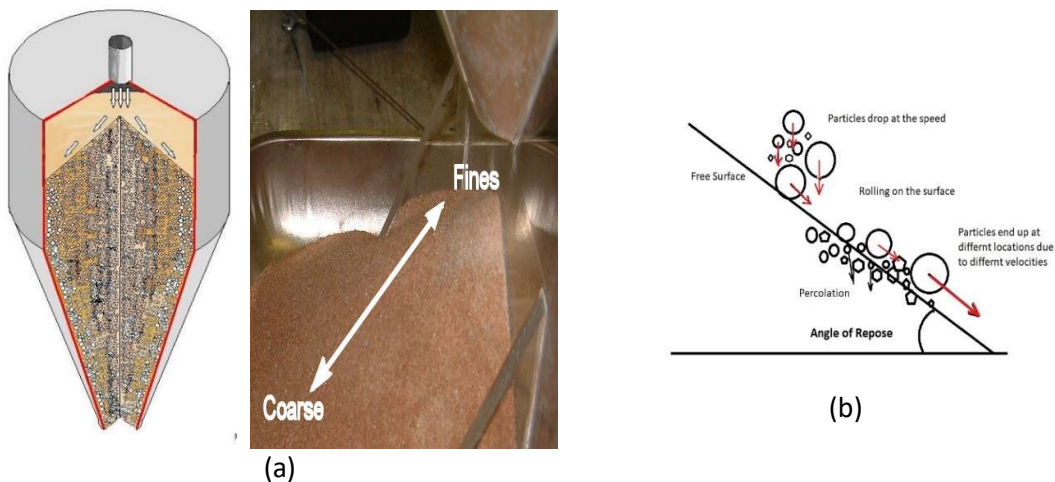 Fines
Coarse
(a)
Particles drop at the speed
Free Surface
Rolling on the surface
Particles end up at
differnt locations due
to differnt velocities
Percolation
Angle of Repose
(b)